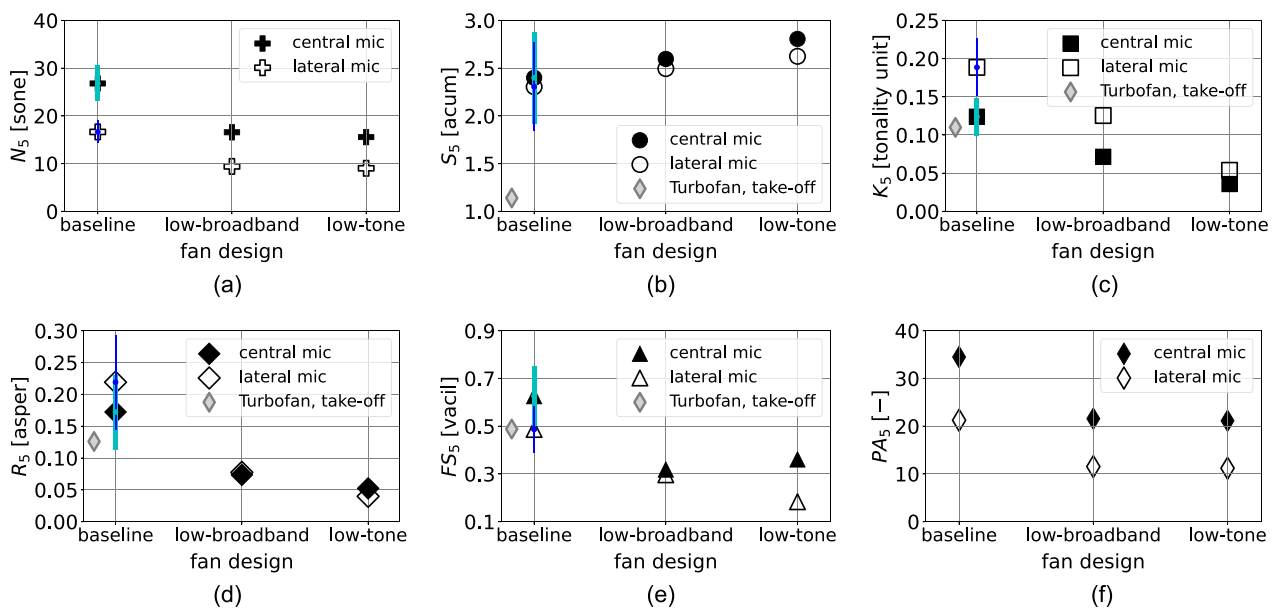 40
30
20
10
0
N5 [sone]
central mic
lateral mic
baseline low-broadband low-tone
fan design
(a)
3.0
2.5
2.0
1.5
1.0
S5 [acum]
central mic
lateral mic
Turbofan, take-off
baseline low-broadband low-tone
fan design
(b)
0.25
0.20
0.15
0.10
0.05
0.00
K5 [tonality unit]
central mic
lateral mic
Turbofan, take-off
baseline low-broadband low-tone
fan design
(c)
0.30
0.25
0.20
0.15
0.10
0.05
0.00
R5 [asper]
central mic
lateral mic
Turbofan, take-off
baseline low-broadband low-tone
fan design
(d)
0.9
0.7
0.5
0.3
0.1
FS5 [vacil]
central mic
lateral mic
Turbofan, take-off
baseline low-broadband low-tone
fan design
(e)
40
30
20
10
0
PA5 [−]
central mic
lateral mic
baseline low-broadband low-tone
fan design
(f)